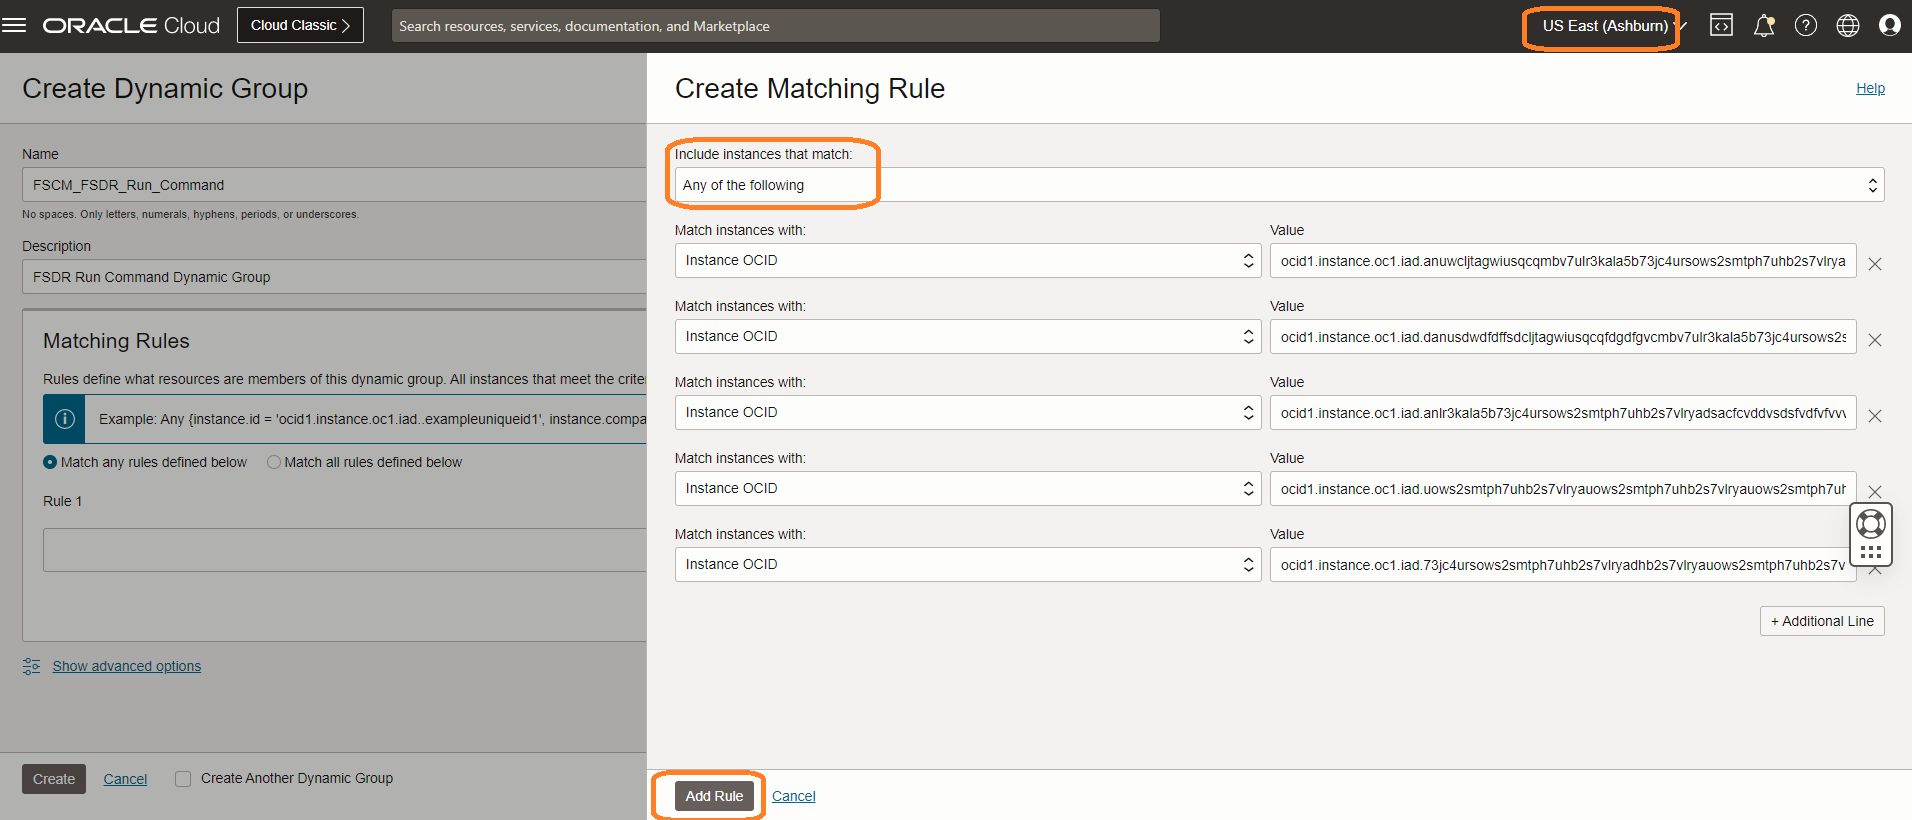 ORACLE Cloud
Cloud Classic
Search resources, services, documentation, and Marketplace
US East (Ashburn)
Create Dynamic Group
Name
FSCM_FSDR_Run_Command
No spaces. Only letters, numerals, hyphens, periods, or underscores.
Description
FSDR Run Command Dynamic Group
Matching Rules
Rules define what resources are members of this dynamic group. All instances that meet the criter
Example: Any {instance.id = 'ocid1.instance.oc1.iad..exampleuniqueid1', instance.compa
Match any rules defined below
Match all rules defined below
Rule 1
Show advanced options
Create
Cancel
Create Another Dynamic Group
Create Matching Rule
Help
Include instances that match:
Any of the following
Match instances with:
Value
Instance OCID
ocid1.instance.oc1.iad.anuwcljtagwiusqcqmbv7ulr3kala5b73jc4ursows2smtph7uhb2s7vlrya
Match instances with:
Value
Instance OCID
ocid1.instance.oc1.iad.danusdwdfdffsdcljtagwiusqcqfdgdfgvcmbv7ulr3kala5b73jc4ursows2s
Match instances with:
Value
Instance OCID
ocid1.instance.oc1.iad.anlr3kala5b73jc4ursows2smtph7uhb2s7vlryadsacfcvddvsdsfvdfvfvvv
Match instances with:
Value
Instance OCID
ocid1.instance.oc1.iad.uows2smtph7uhb2s7vlryauows2smtph7uhb2s7vlryauows2smtph7uh
Match instances with:
Value
Instance OCID
ocid1.instance.oc1.iad.73jc4ursows2smtph7uhb2s7vlryadhb2s7vlryauows2smtph7uhb2s7v
+ Additional Line
Add Rule
Cancel